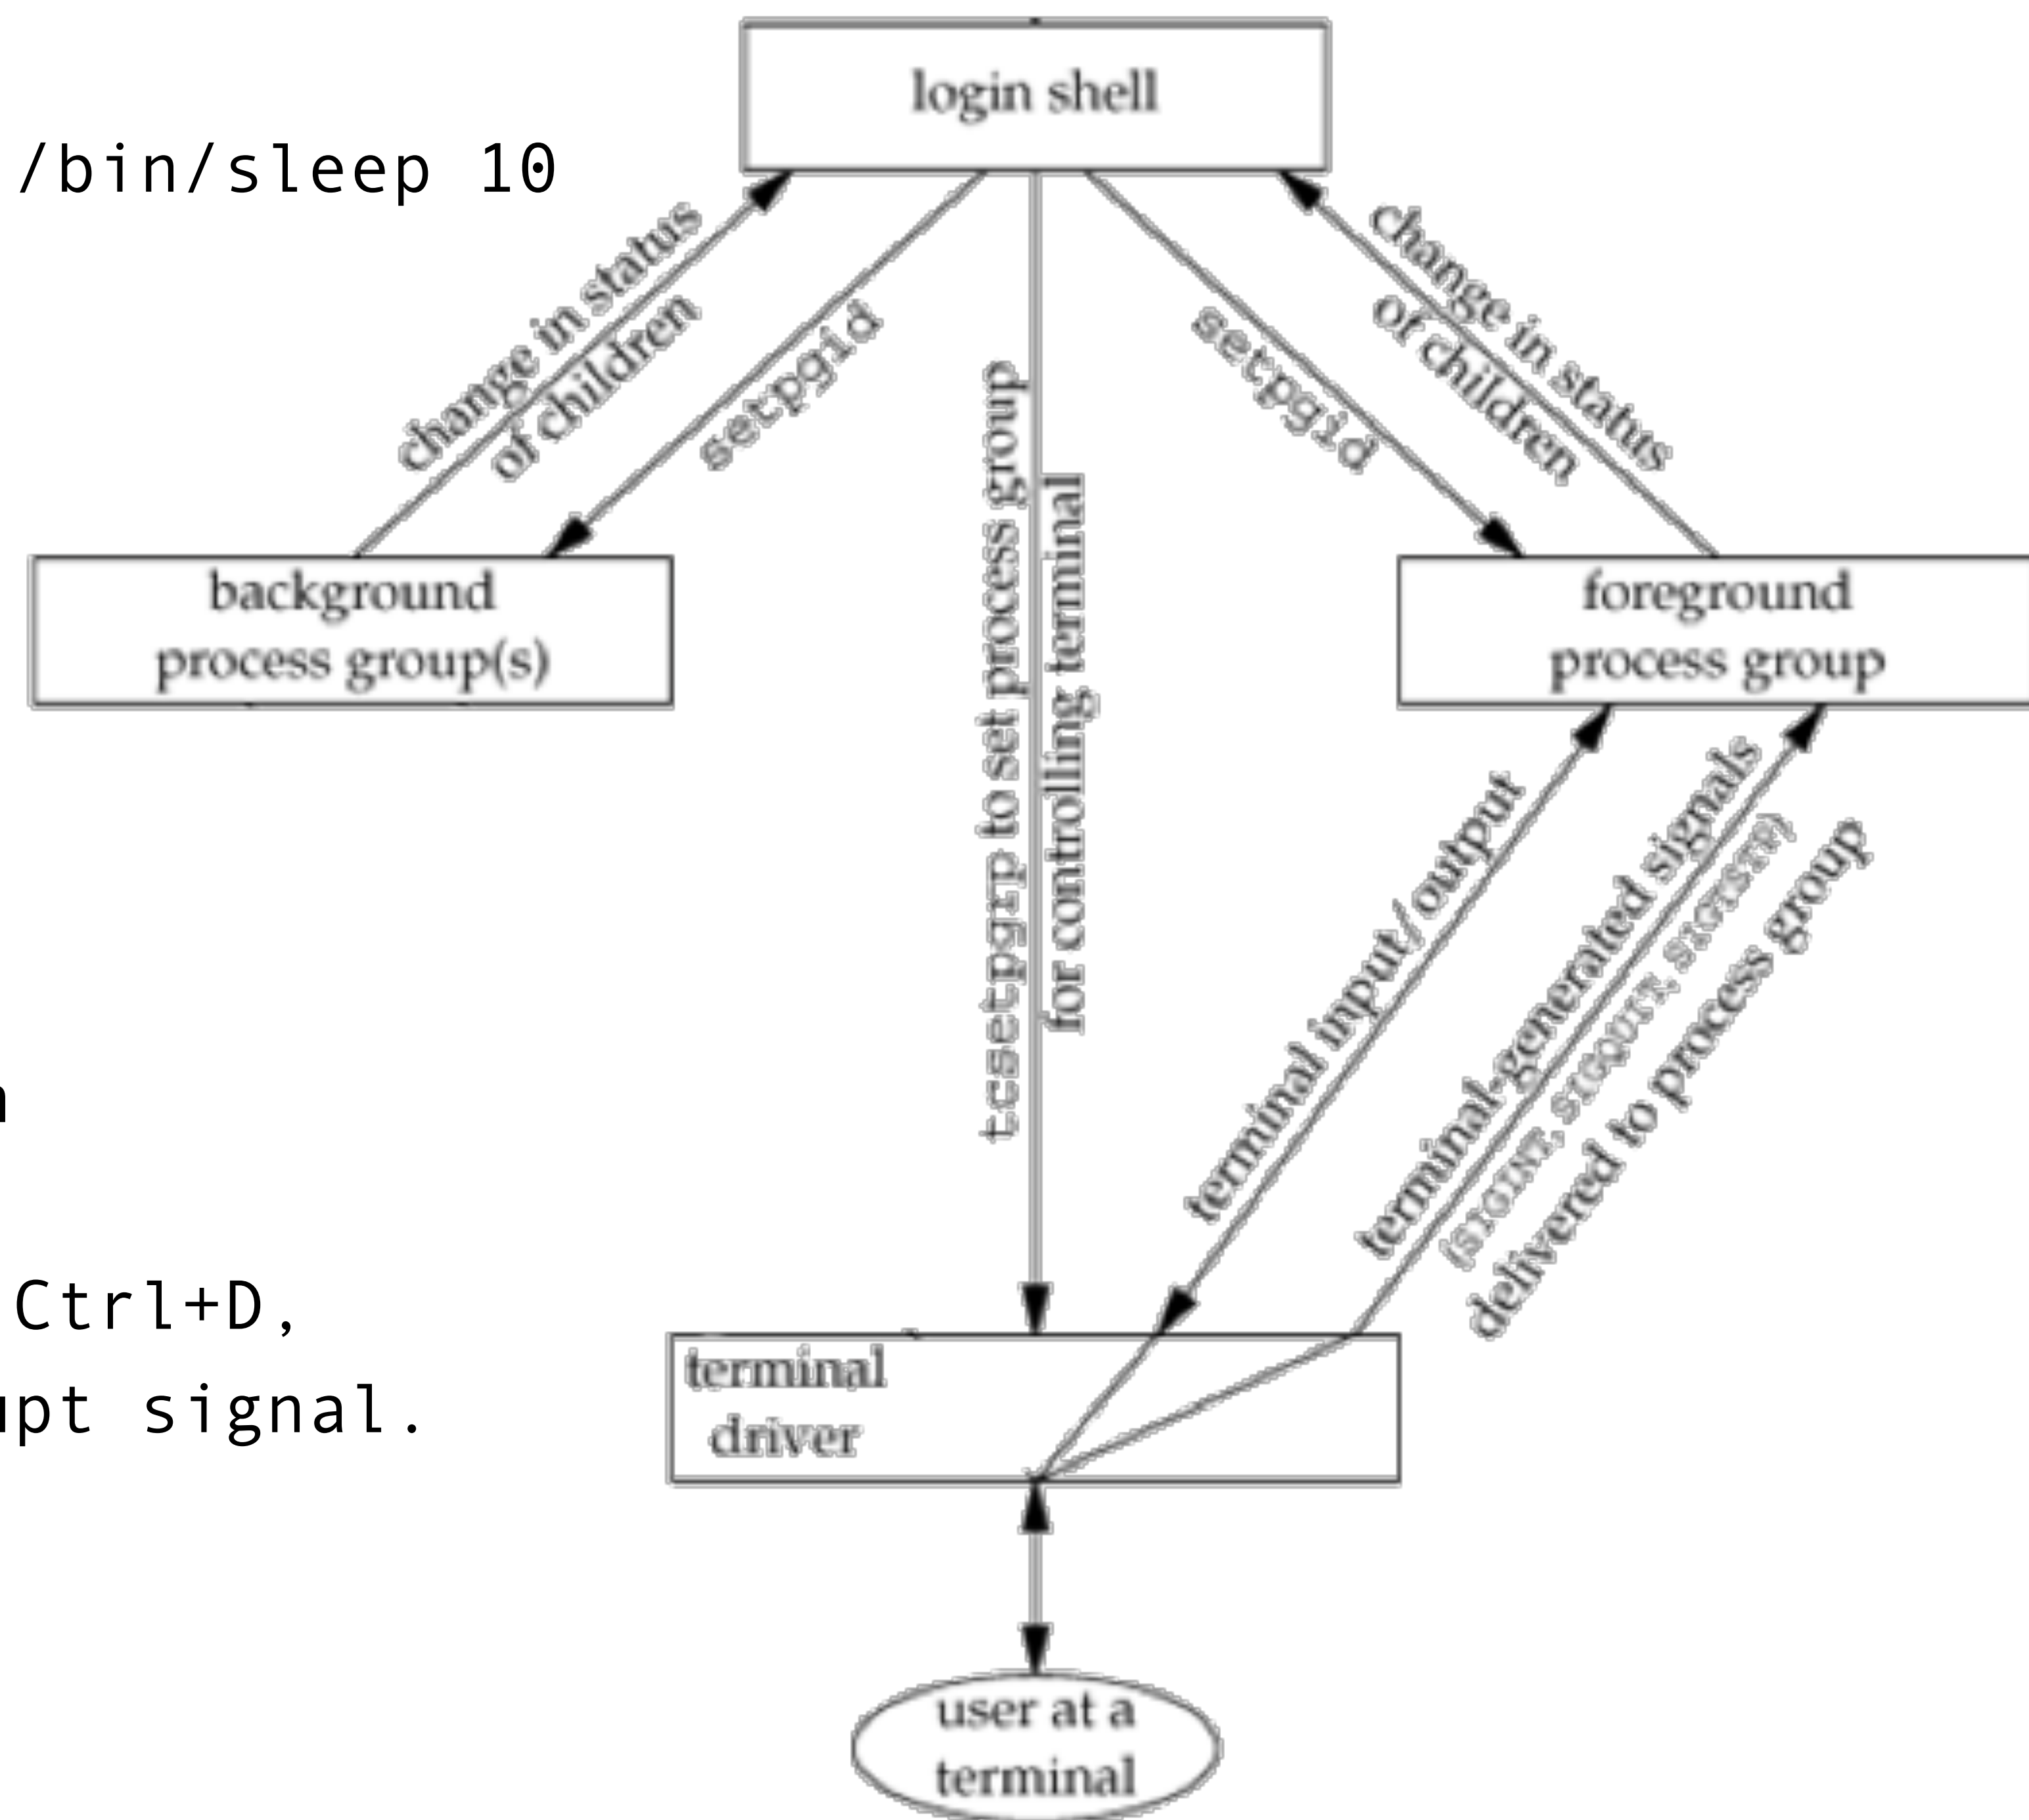 login shell
/bin/sleep 10
change in status
of children
setpgid
tcsetpgrp to set process group
for controlling terminal
setpgid
change in status
of children
background
process group(s)
foreground
process group
terminal input/output
terminal-generated signals
(SIGINT, SIGQUIT, SIGTSTP)
delivered to process group
Ctrl+D,
signal.
terminal
driver
user at a
terminal